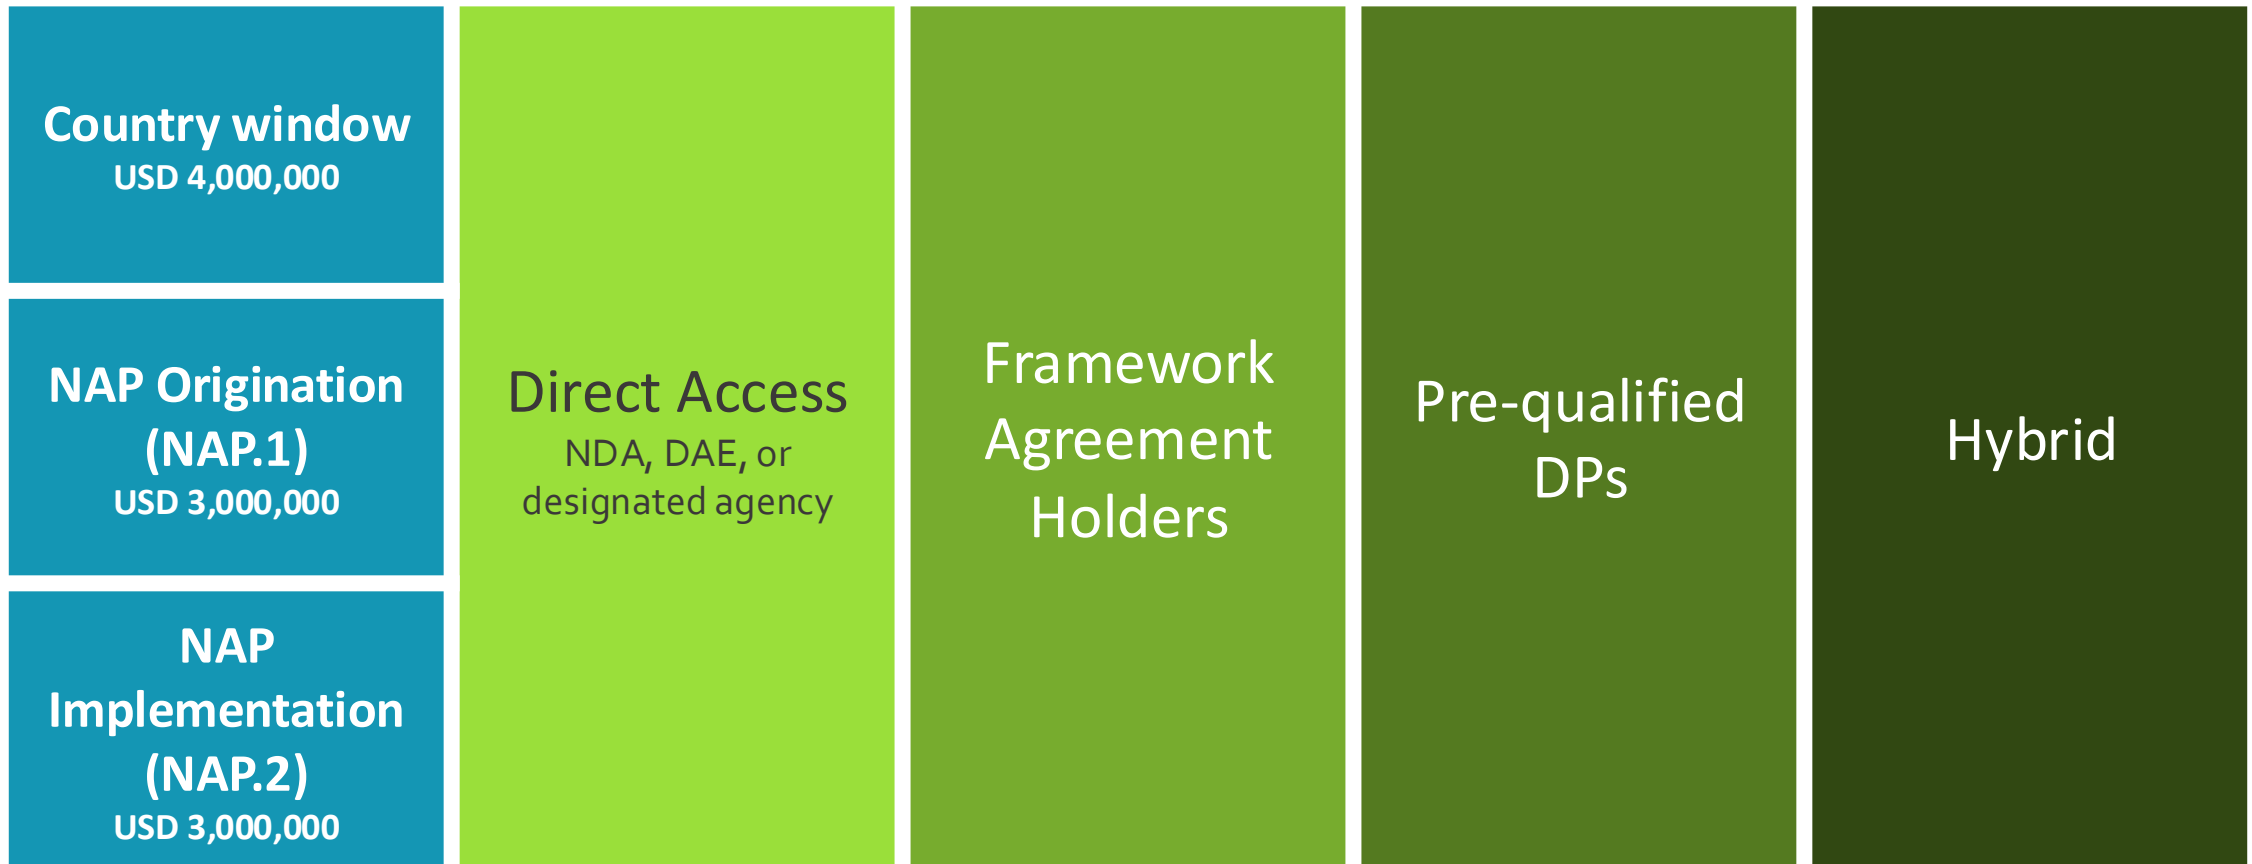 Country window
USD 4,000,000
NAP Origination
(NAP.1)
USD 3,000,000
NAP
Implementation
(NAP.2)
USD 3,000,000
Direct Access
NDA, DAE, or
designated agency
Framework
Agreement
Holders
Pre-qualified
DPs
Hybrid